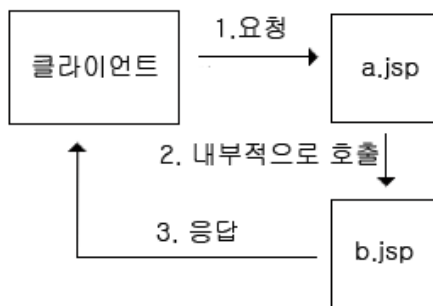 1.요청
클라이언트
a.jsp
2. 내부적으로 호출
3. 응답
b.jsp